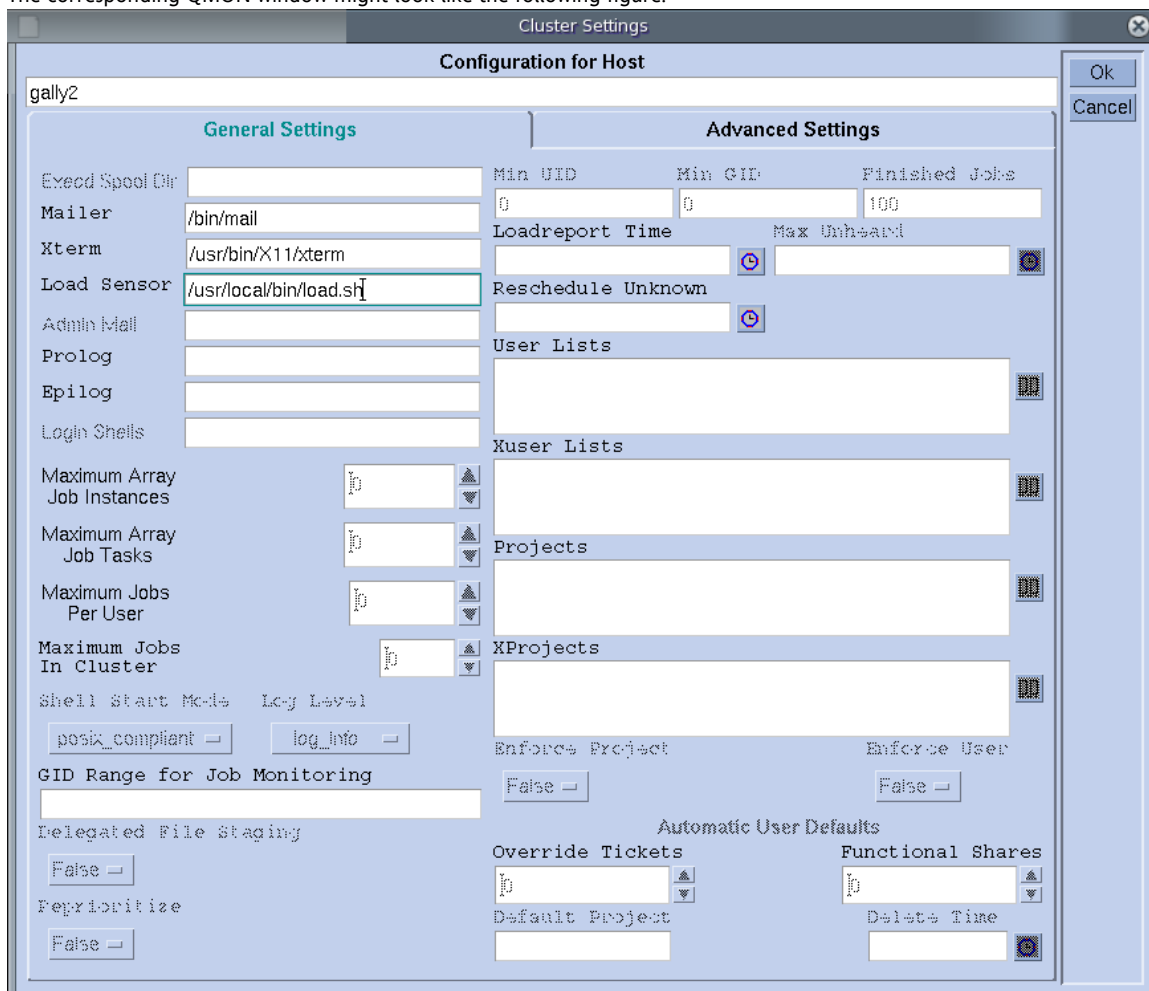 The corresponding QMON window might look like the following figure.
Cluster Settings
Configuration for Host
Ok
gally2
Cancel
General Settings
Advanced Settings
Execd Spool Dir
Min UID
Min GID
Finished Jobs
0
0
100
Mailer
/bin/mail
Loadreport Time
Max Unheard
Xterm
/usr/bin/X11/xterm
Load Sensor
/usr/local/bin/load.sh
Reschedule Unknown
Admin Mail
Prolog
User Lists
Epilog
Login Shells
Xuser Lists
Maximum Array
Job Instances
0
Maximum Array
Job Tasks
0
Projects
Maximum Jobs
Per User
0
Maximum Jobs
In Cluster
0
XProjects
Shell Start Mode
Log Level
posix_compliant
log_info
Enforce Project
Enforce User
False
False
GID Range for Job Monitoring
Delegated File Staging
False
Automatic User Defaults
Override Tickets
Functional Shares
0
0
Reprioritize
False
Default Project
Delete Time